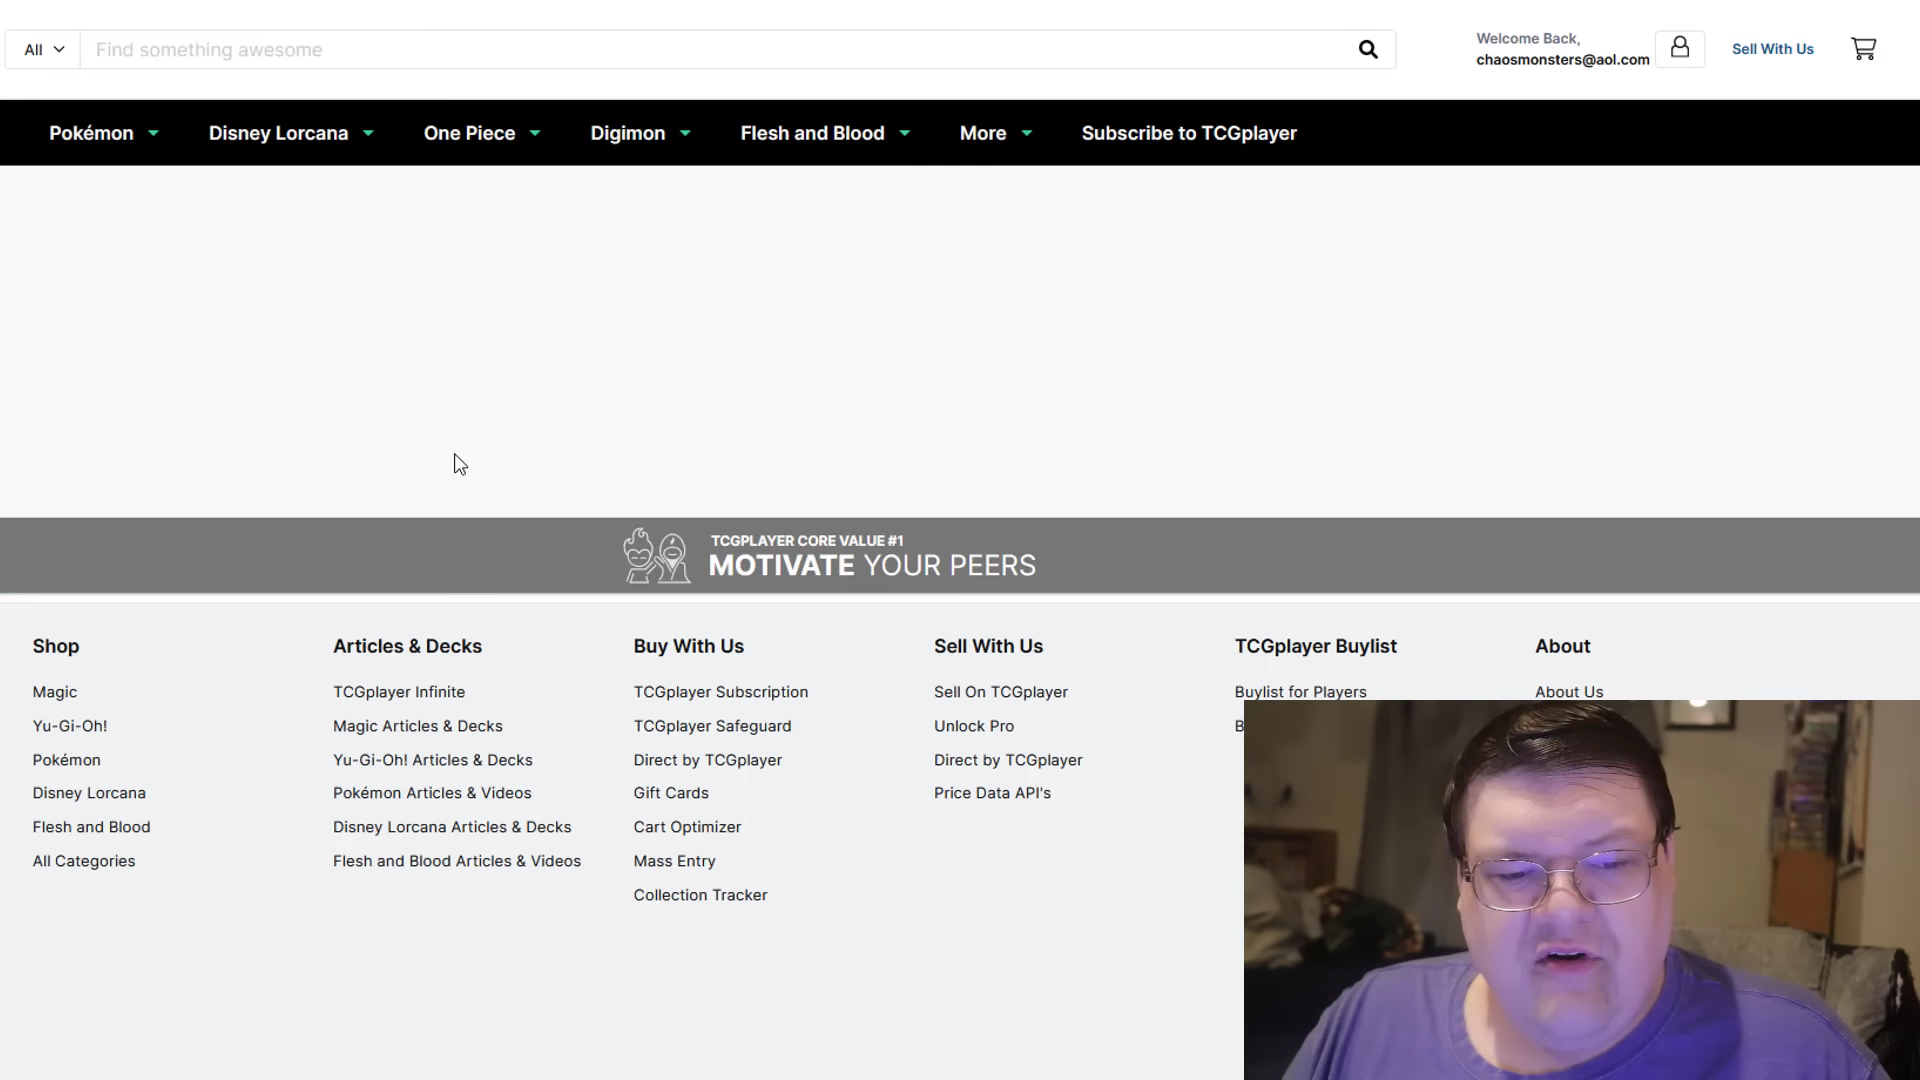 All
Find something awesome
Welcome Back,
chaosmonsters@aol.com
Sell With Us
Pokémon
Disney Lorcana
One Piece
Digimon
Flesh and Blood
More
Subscribe to TCGplayer
TCGPLAYER CORE VALUE #1
MOTIVATE YOUR PEERS
Shop
Magic
Yu-Gi-Oh!
Pokémon
Disney Lorcana
Flesh and Blood
All Categories
Articles & Decks
TCGplayer Infinite
Magic Articles & Decks
Yu-Gi-Oh! Articles & Decks
Pokémon Articles & Videos
Disney Lorcana Articles & Decks
Flesh and Blood Articles & Videos
Buy With Us
TCGplayer Subscription
TCGplayer Safeguard
Direct by TCGplayer
Gift Cards
Cart Optimizer
Mass Entry
Collection Tracker
Sell With Us
Sell On TCGplayer
Unlock Pro
Direct by TCGplayer
Price Data API's
TCGplayer Buylist
Buylist for Players
About
About Us